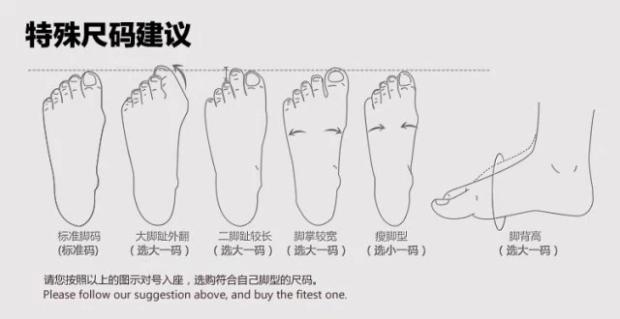 特殊尺码建议
标准脚码 大脚趾外翻 二脚趾较长 脚掌较宽 瘦脚型 脚背高
(标准码) (选大一码) (选大一码) (选大一码) (选小一码) (选大一码)
请您按照以上的图示对号入座，选购符合自己脚型的尺码。
Please follow our suggestion above, and buy the fitest one.